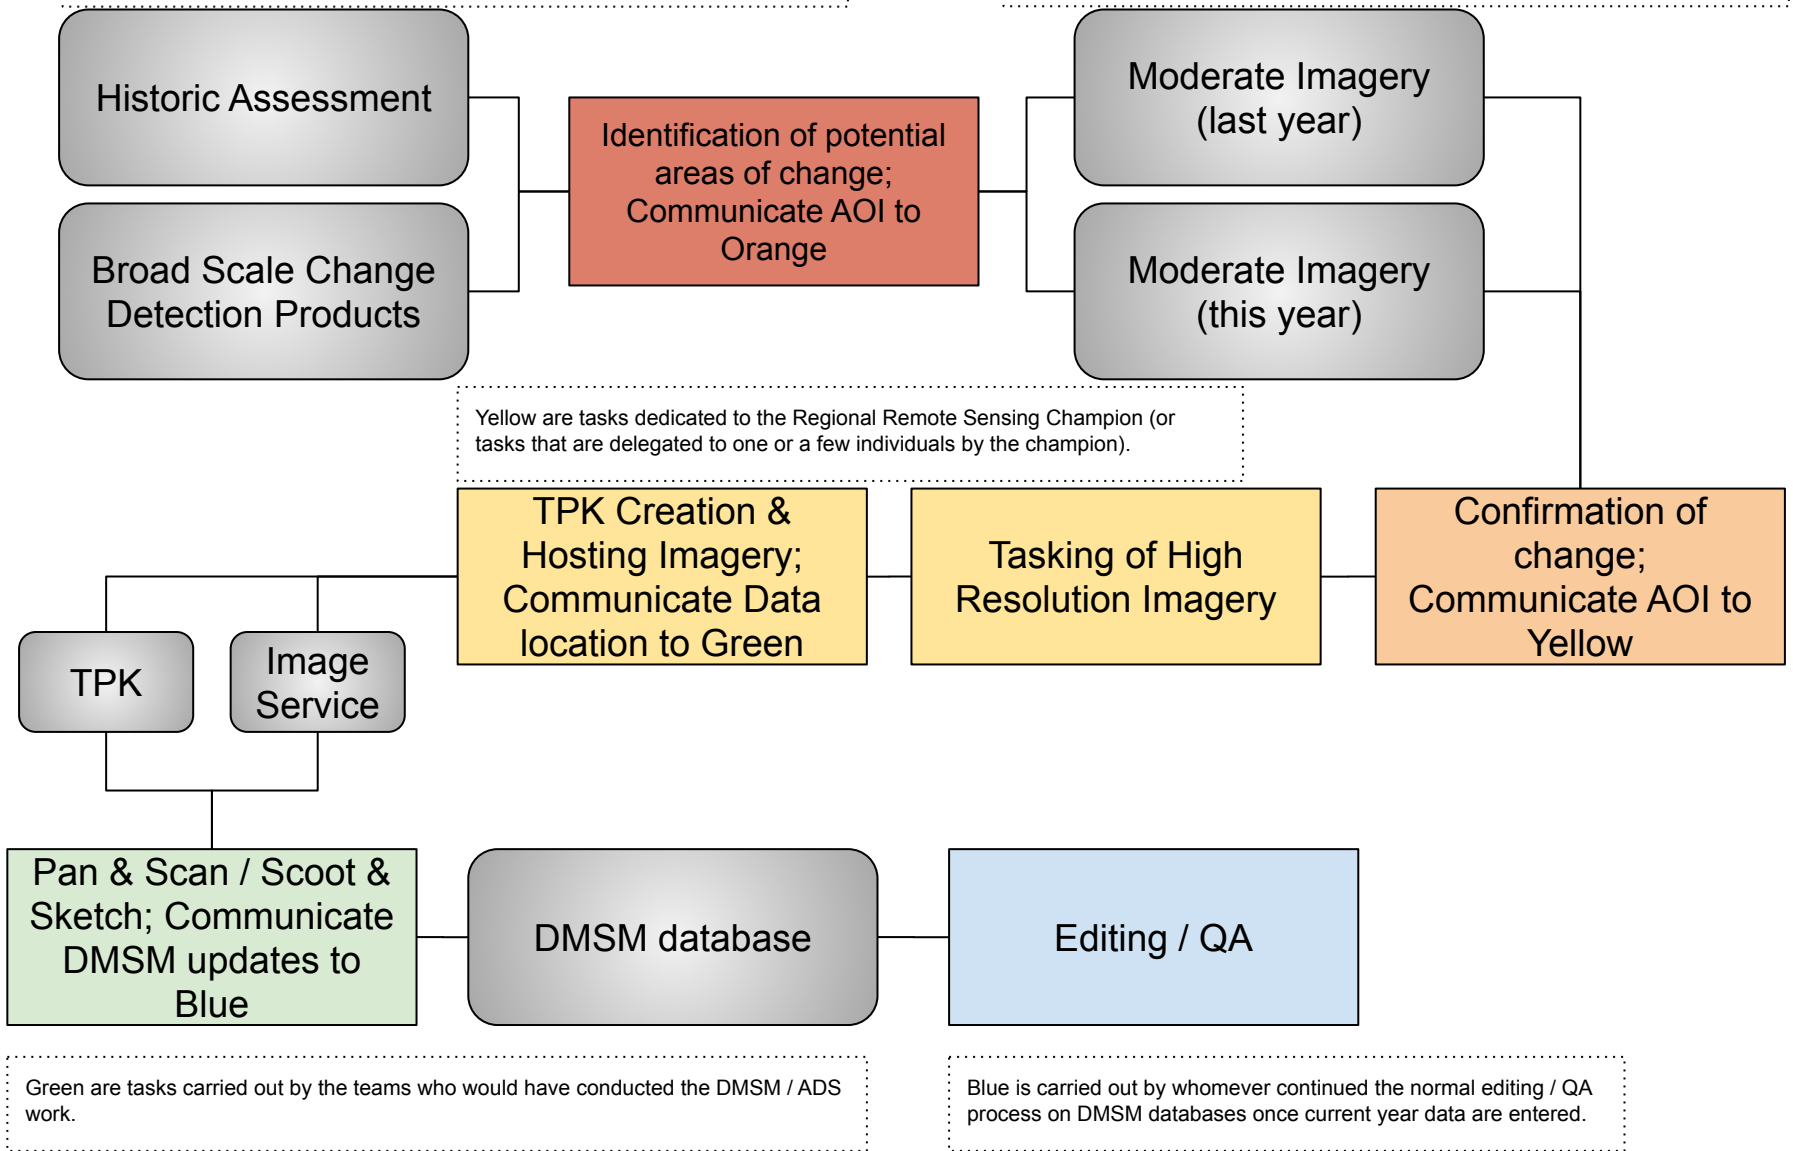 Historic Assessment
Broad Scale Change
Detection Products
Identification of potential
areas of change;
Communicate AOI to
Orange
Moderate Imagery
(last year)
Moderate Imagery
(this year)
Yellow are tasks dedicated to the Regional Remote Sensing Champion (or
tasks that are delegated to one or a few individuals by the champion).
TPK Creation &
Hosting Imagery;
Communicate Data
location to Green
Tasking of High
Resolution Imagery
Confirmation of
change;
Communicate AOI to
Yellow
TPK
Image
Service
Pan & Scan / Scoot &
Sketch; Communicate
DMSM updates to
Blue
DMSM database
Editing / QA
Green are tasks carried out by the teams who would have conducted the DMSM / ADS
work.
Blue is carried out by whomever continued the normal editing / QA
process on DMSM databases once current year data are entered.